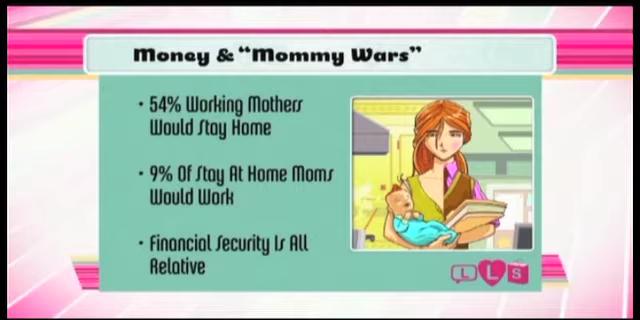 Money & “Mommy Wars”
• 54% Working Mothers
Would Stay Home
• 9% Of Stay At Home Moms
Would Work
• Financial Security Is All
Relative
L L S